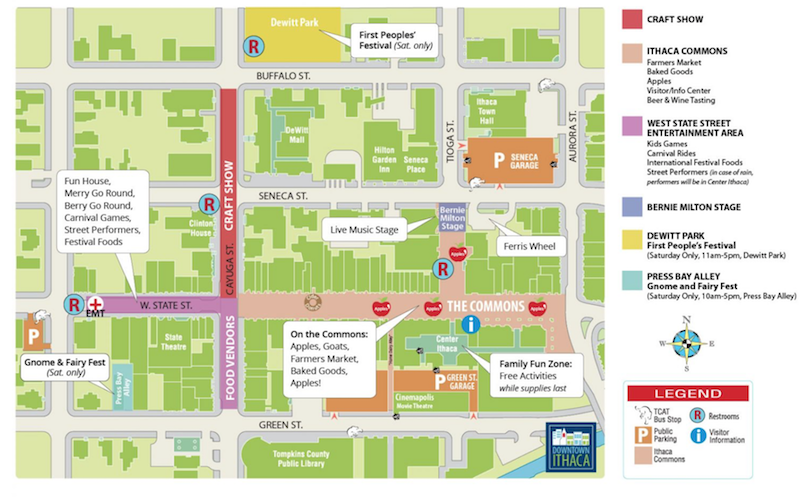 Dewitt Park
R
First Peoples'
Festival (Sat. only)
BUFFALO ST.
DeWitt
Mall
Hilton
Garden
Inn
Seneca
Place
TIOGA ST.
Ithaca
Town
Hall
P SENECA
GARAGE
AURORA ST.
CRAFT SHOW
SENECA ST.
Fun House,
Merry Go Round,
Berry Go Round,
Carnival Games,
Street Performers,
Festival Foods
R
Clinton
House
CAYUGA ST.
Live Music Stage
Bernie
Milton
Stage
Ferris Wheel
Apples!
R
R
EMT
W. STATE ST.
Apples!
Apples!
THE COMMONS
Apples!
i
P
State
Theatre
FOOD VENDORS
On the Commons:
Apples, Goats,
Farmers Market,
Baked Goods,
Apples!
Center
Ithaca
Family Fun Zone:
Free Activities
while supplies last
Gnome & Fairy Fest
(Sat. only)
Press Bay
Alley
P GREEN ST.
GARAGE
Cinemapolis
Movie Theatre
GREEN ST.
Tompkins County
Public Library
DOWNTOWN
ITHACA
CRAFT SHOW
ITHACA COMMONS
Farmers Market
Baked Goods
Apples
Visitor/Info Center
Beer & Wine Tasting
WEST STATE STREET
ENTERTAINMENT AREA
Kids Games
Carnival Rides
International Festival Foods
Street Performers (in case of rain,
performers will be in Center Ithaca)
BERNIE MILTON STAGE
DEWITT PARK
First People's Festival
(Saturday Only, 11am-5pm, Dewitt Park)
PRESS BAY ALLEY
Gnome and Fairy Fest
(Saturday Only, 10am-5pm, Press Bay Alley)
N
W E
S
LEGEND
TCAT
Bus Stop
R Restrooms
P Public
Parking
i Visitor
Information
Ithaca
Commons